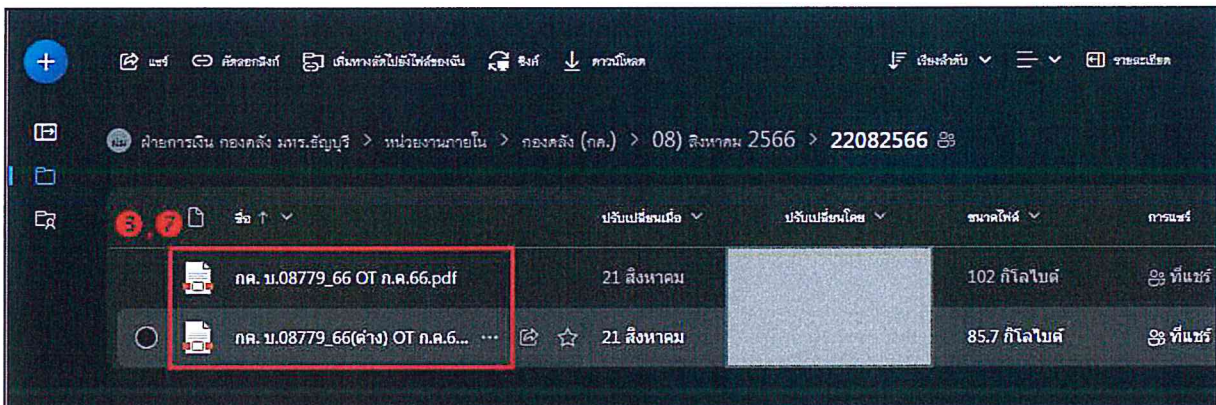 + แชร์ คัดลอกลิงก์ เพิ่มทางลัดไปยังไฟล์ของฉัน ซิงค์ ดาวน์โหลด เรียงลำดับ รายละเอียด
ฝ่ายการเงิน กองคลัง มทร.ธัญบุรี > หน่วยงานภายใน > กองคลัง (กค.) > 08) สิงหาคม 2566 > 22082566
3, 7 ชื่อ ↑ ปรับเปลี่ยนเมื่อ ปรับเปลี่ยนโดย ขนาดไฟล์ การแชร์
กค. บ.08779_66 OT ก.ค.66.pdf 21 สิงหาคม 102 กิโลไบต์ ที่แชร์
กค. บ.08779_66(ต่าง) OT ก.ค.6... ... 21 สิงหาคม 85.7 กิโลไบต์ ที่แชร์